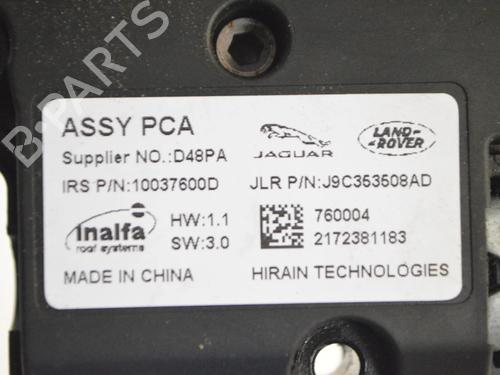 B-PARTS
ASSY PCA
Supplier NO.:D48PA
JAGUAR
LAND-ROVER
IRS P/N:10037600D
JLR P/N:J9C353508AD
inalfa
roof systems
HW:1.1
SW:3.0
760004
2172381183
MADE IN CHINA
HIRAIN TECHNOLOGIES